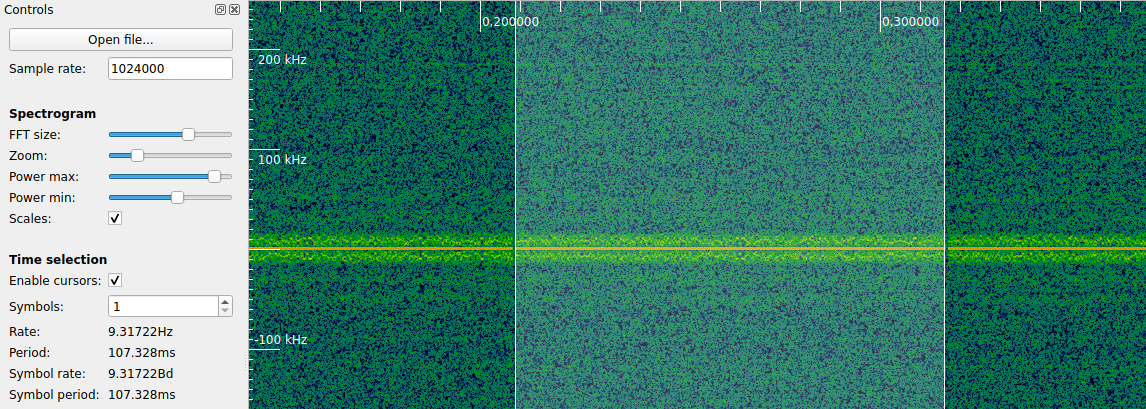 Controls
Open file...
Sample rate: 1024000
Spectrogram
FFT size:
Zoom:
Power max:
Power min:
Scales:
Time selection
Enable cursors:
Symbols: 1
Rate: 9.31722Hz
Period: 107.328ms
Symbol rate: 9.31722Bd
Symbol period: 107.328ms
0,200000 0,300000
200 kHz
100 kHz
-100 kHz